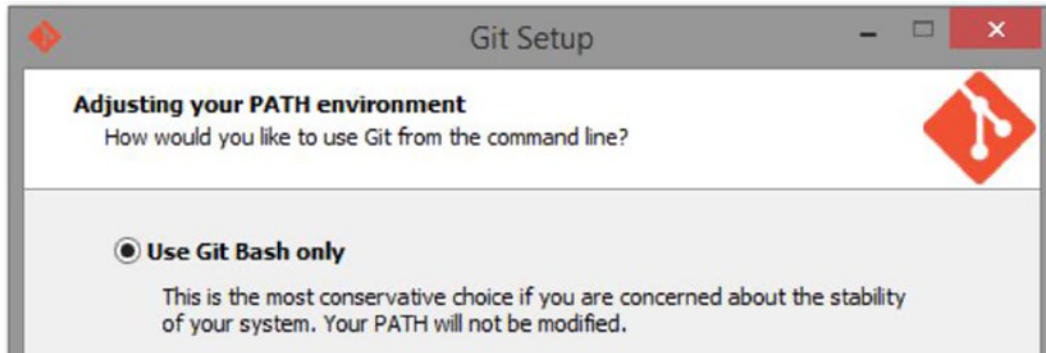 Git Setup
Adjusting your PATH environment
How would you like to use Git from the command line?
Use Git Bash only
This is the most conservative choice if you are concerned about the stability
of your system. Your PATH will not be modified.